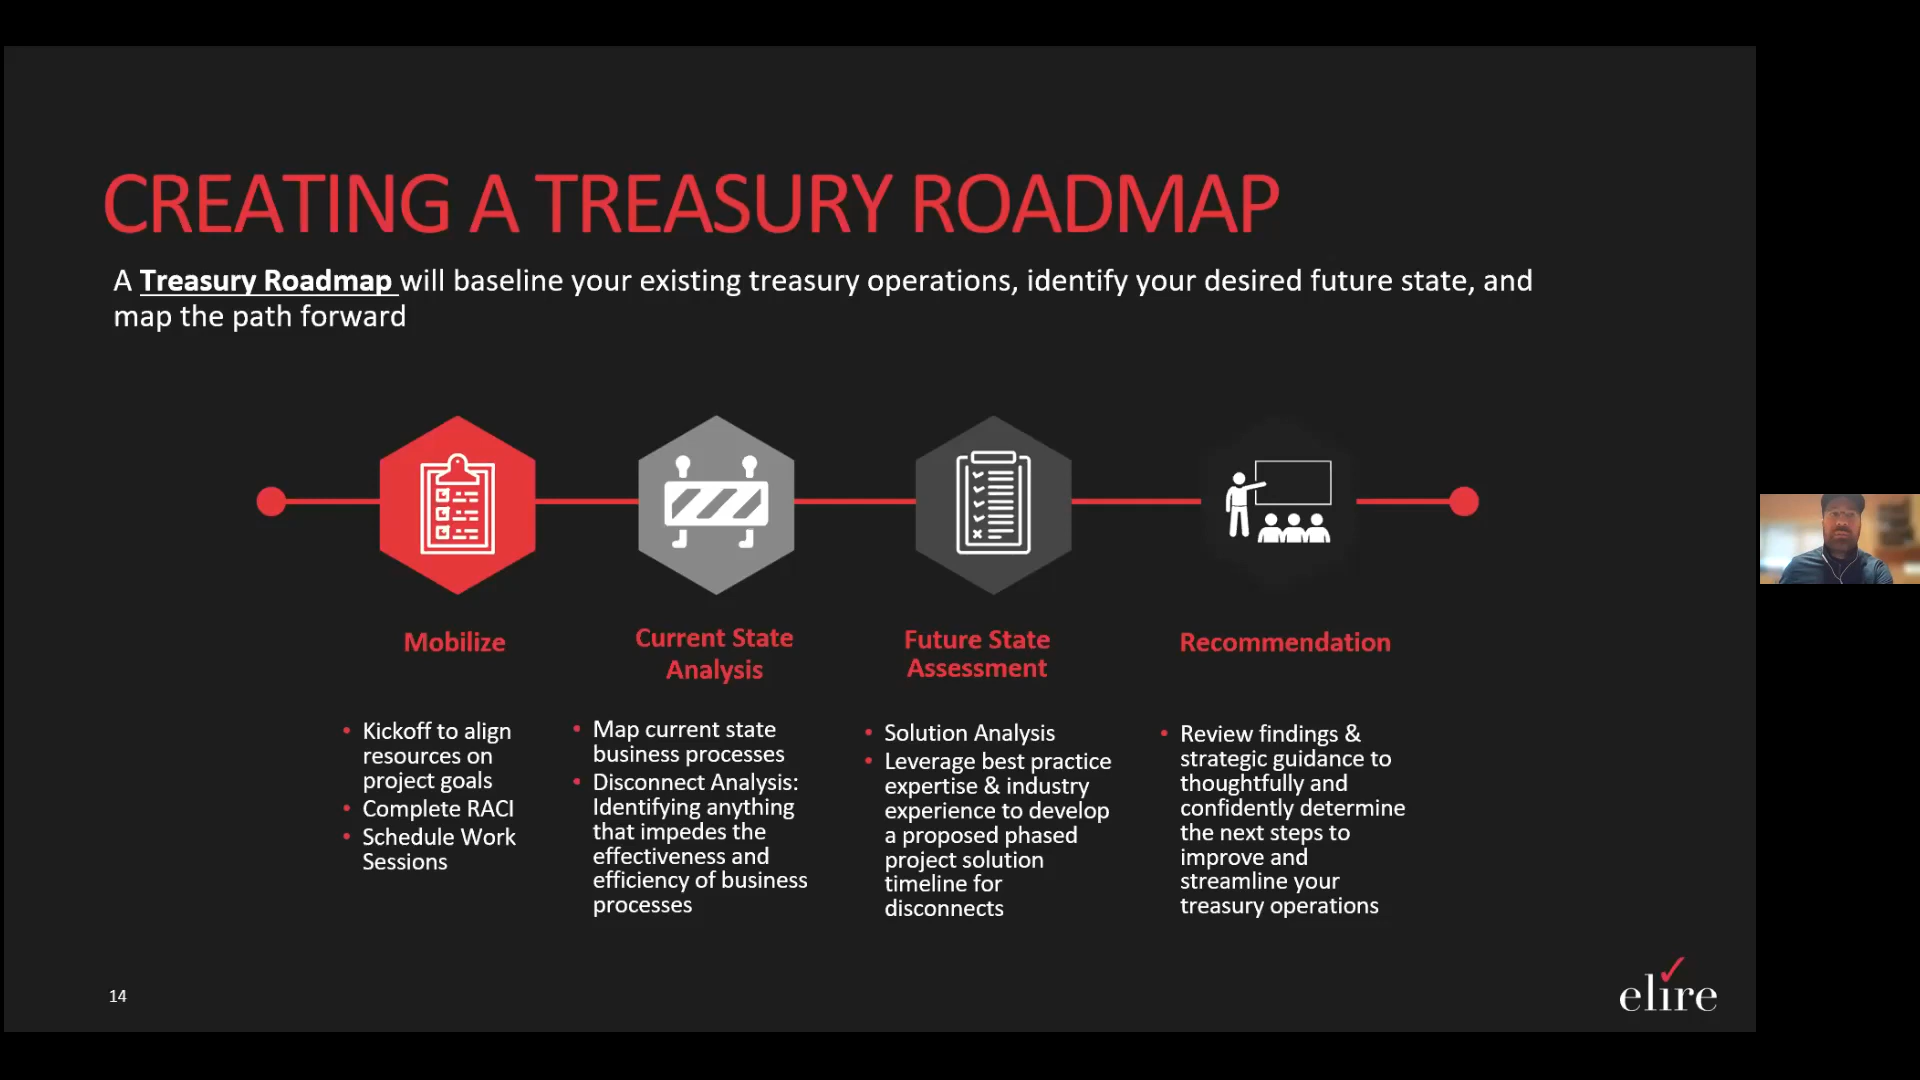 CREATING A TREASURY ROADMAP
A Treasury Roadmap will baseline your existing treasury operations, identify your desired future state, and
map the path forward
Mobilize
Kickoff to align
resources on
project goals
Complete RACI
Schedule Work
Sessions
Current State
Analysis
Map current state
business processes
Disconnect Analysis:
Identifying anything
that impedes the
effectiveness and
efficiency of business
processes
Future State
Assessment
Solution Analysis
Leverage best practice
expertise & industry
experience to develop
a proposed phased
project solution
timeline for
disconnects
Recommendation
Review findings &
strategic guidance to
thoughtfully and
confidently determine
the next steps to
improve and
streamline your
treasury operations
14
elire